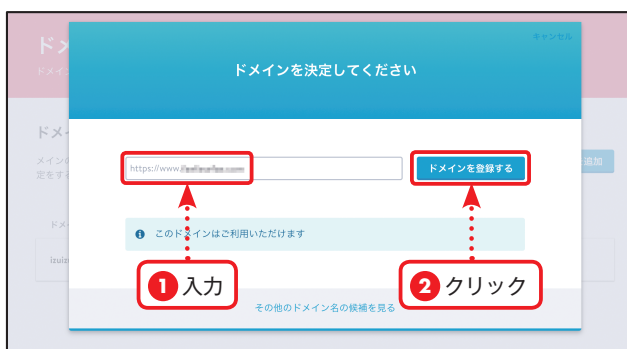 キャンセル
ドメインを決定してください
https://www.
ドメインを登録する
追加
このドメインはご利用いただけます
1 入力
2 クリック
その他のドメイン名の候補を見る